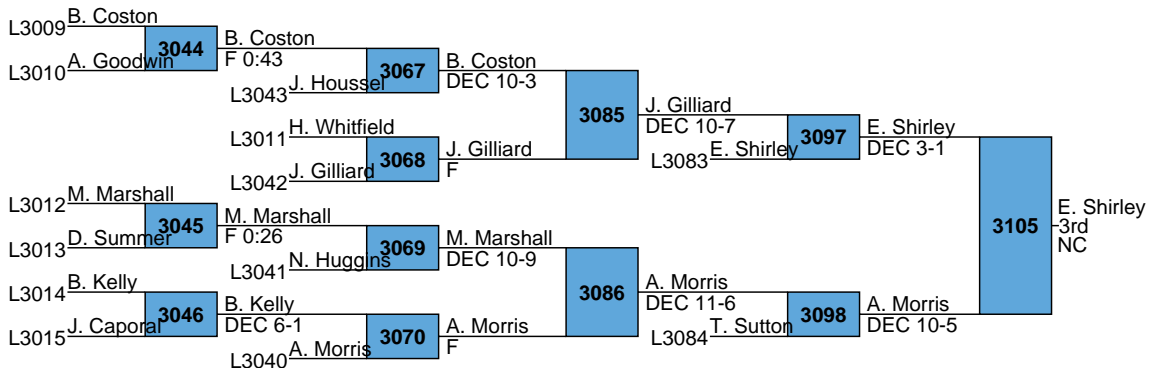 B. Coston
L3009
3044
B. Coston
F 0:43
A. Goodwin
L3010
3067
B. Coston
DEC 10-3
J. Houssel
L3043
3085
J. Gilliard
DEC 10-7
H. Whitfield
L3011
3068
J. Gilliard
F
J. Gilliard
L3042
3097
E. Shirley
DEC 3-1
E. Shirley
L3083
M. Marshall
L3012
3045
M. Marshall
F 0:26
D. Summer
L3013
3069
M. Marshall
DEC 10-9
N. Huggins
L3041
3105
E. Shirley
3rd
NC
B. Kelly
L3014
3046
B. Kelly
DEC 6-1
J. Caporal
L3015
3086
A. Morris
DEC 11-6
3070
A. Morris
F
A. Morris
L3040
3098
A. Morris
DEC 10-5
T. Sutton
L3084